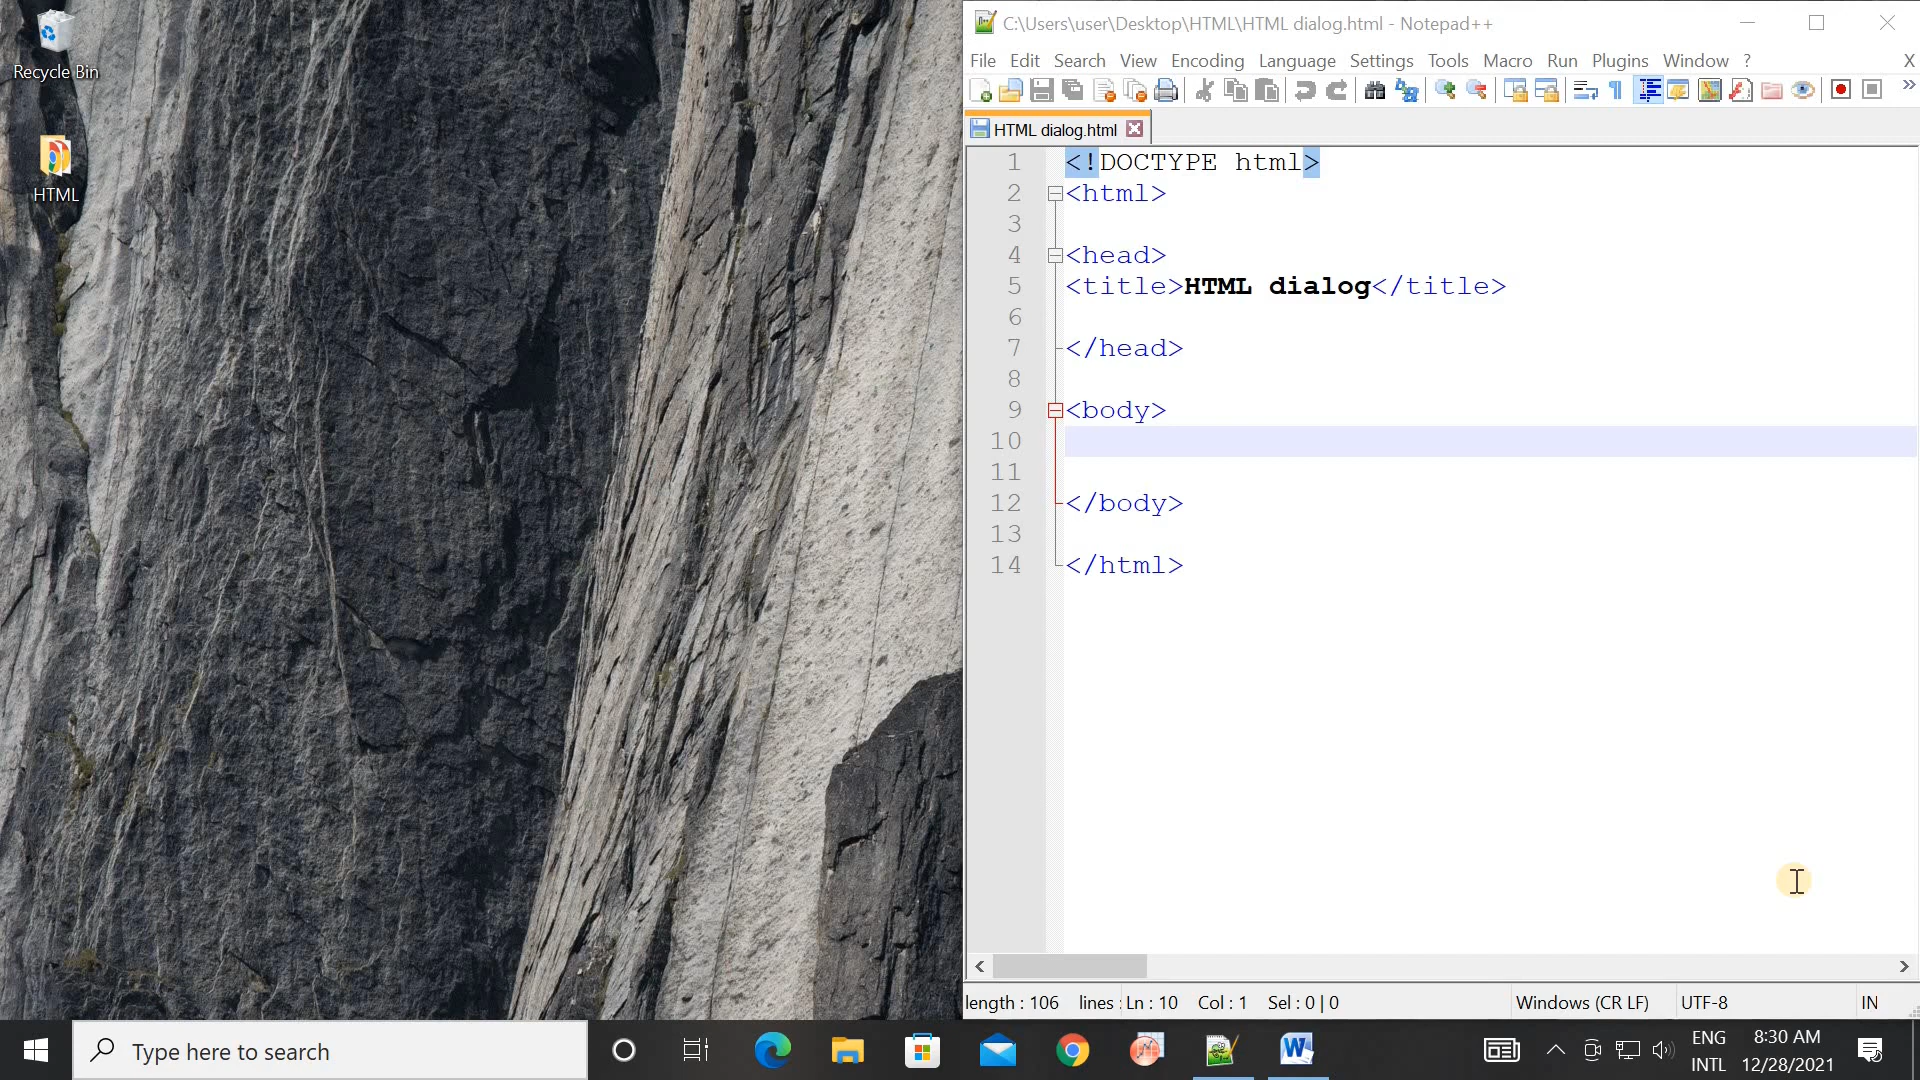 Recycle Bin
HTML
C:\Users\user\Desktop\HTML\HTML dialog.html - Notepad++
File Edit Search View Encoding Language Settings Tools Macro Run Plugins Window ? X
HTML dialog.html
1 <!DOCTYPE html>
2 <html>
3
4 <head>
5 <title>HTML dialog</title>
6
7 </head>
8
9 <body>
10
11
12 </body>
13
14 </html>
length : 106 lines : Ln : 10 Col : 1 Sel : 0 | 0 Windows (CR LF) UTF-8 IN
Type here to search
ENG
INTL
8:30 AM
12/28/2021